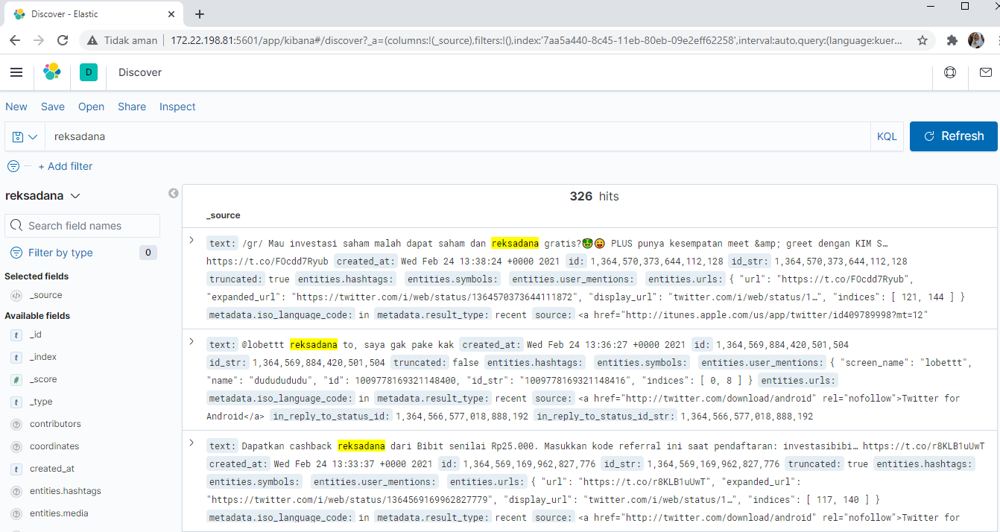 Discover - Elastic
Tidak aman 172.22.198.81:5601/app/kibana#/discover?_a=(columns:!(_source),filters:!(),index:'7aa5a440-8c45-11eb-80eb-09e2eff62258',interval:auto,query:(language:kuer...
D Discover
New Save Open Share Inspect
reksadana KQL Refresh
+ Add filter
reksadana
Search field names
Filter by type 0
Selected fields
_source
Available fields
t _id
t _index
# _score
t _type
contributors
coordinates
t created_at
entities.hashtags
entities.media
326 hits
_source
text: /gr/ Mau investasi saham malah dapat saham dan reksadana gratis?🤑😛 PLUS punya kesempatan meet &amp; greet dengan KIM S…
https://t.co/FOcdd7Ryub created_at: Wed Feb 24 13:38:24 +0000 2021 id: 1,364,570,373,644,112,128 id_str: 1,364,570,373,644,112,128
truncated: true entities.hashtags: entities.symbols: entities.user_mentions: entities.urls: { "url": "https://t.co/FOcdd7Ryub",
"expanded_url": "https://twitter.com/i/web/status/1364570373644111872", "display_url": "twitter.com/i/web/status/1…", "indices": [ 121, 144 ] }
metadata.iso_language_code: in metadata.result_type: recent source: <a href="http://itunes.apple.com/us/app/twitter/id409789998?mt=12"
text: @lobettt reksadana to, saya gak pake kak created_at: Wed Feb 24 13:36:27 +0000 2021 id: 1,364,569,884,420,501,504
id_str: 1,364,569,884,420,501,504 truncated: false entities.hashtags: entities.symbols: entities.user_mentions: { "screen_name": "lobettt",
"name": "dudududududu", "id": 1009778169321148400, "id_str": "1009778169321148416", "indices": [ 0, 8 ] } entities.urls:
metadata.iso_language_code: in metadata.result_type: recent source: <a href="http://twitter.com/download/android" rel="nofollow">Twitter for
Android</a> in_reply_to_status_id: 1,364,566,577,018,888,192 in_reply_to_status_id_str: 1,364,566,577,018,888,192
text: Dapatkan cashback reksadana dari Bibit senilai Rp25.000. Masukkan kode referral ini saat pendaftaran: investasibibi… https://t.co/r8KLB1uUwT
created_at: Wed Feb 24 13:33:37 +0000 2021 id: 1,364,569,169,962,827,776 id_str: 1,364,569,169,962,827,776 truncated: true entities.hashtags:
entities.symbols: entities.user_mentions: entities.urls: { "url": "https://t.co/r8KLB1uUwT", "expanded_url":
"https://twitter.com/i/web/status/1364569169962827779", "display_url": "twitter.com/i/web/status/1…", "indices": [ 117, 140 ] }
metadata.iso_language_code: in metadata.result_type: recent source: <a href="http://twitter.com/download/android" rel="nofollow">Twitter for